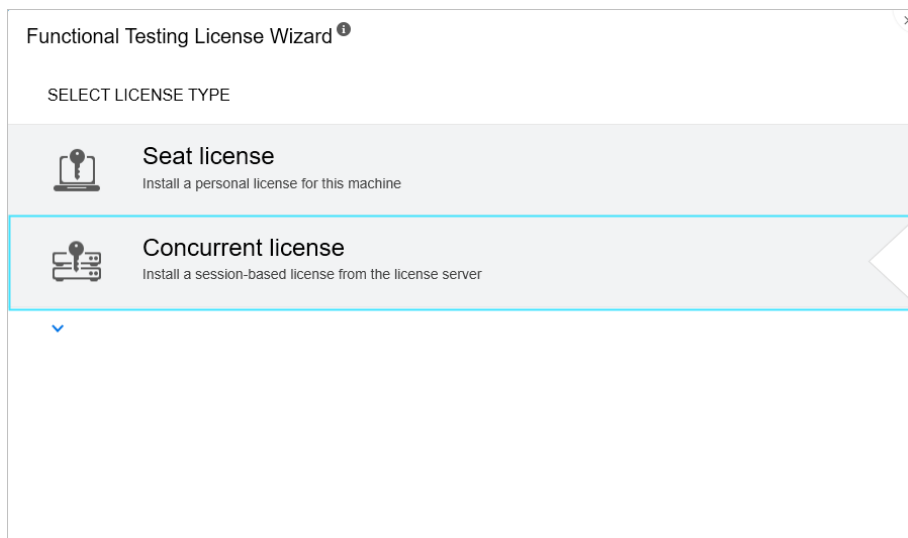 Functional Testing License Wizard
SELECT LICENSE TYPE
Seat license
Install a personal license for this machine
Concurrent license
Install a session-based license from the license server